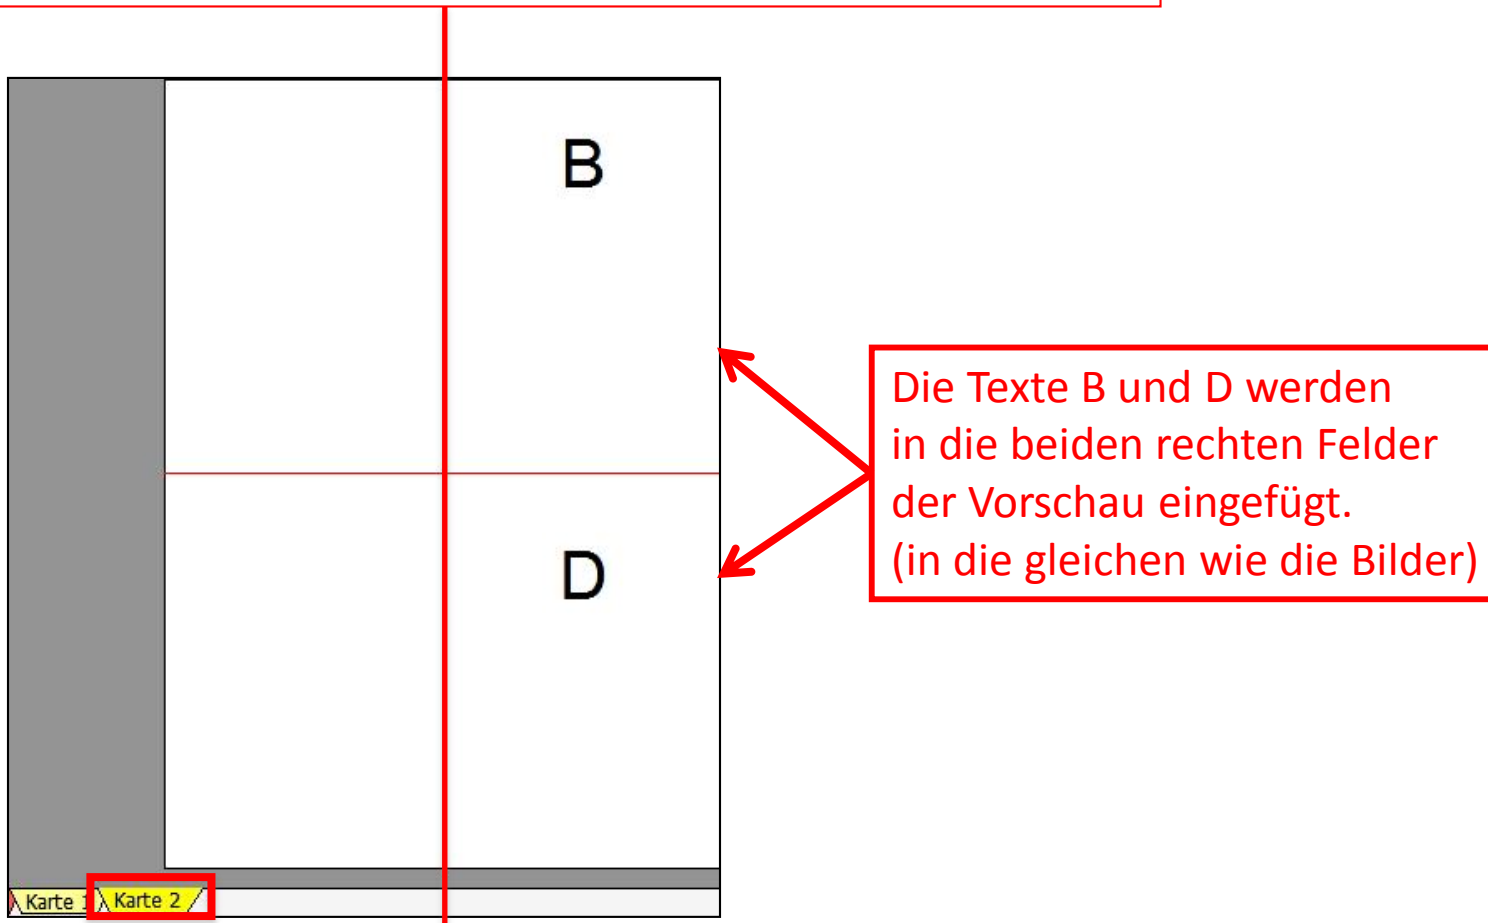 B
Die Texte B und D werden
in die beiden rechten Felder
der Vorschau eingefügt.
(in die gleichen wie die Bilder)
D
Karte 1
Karte 2